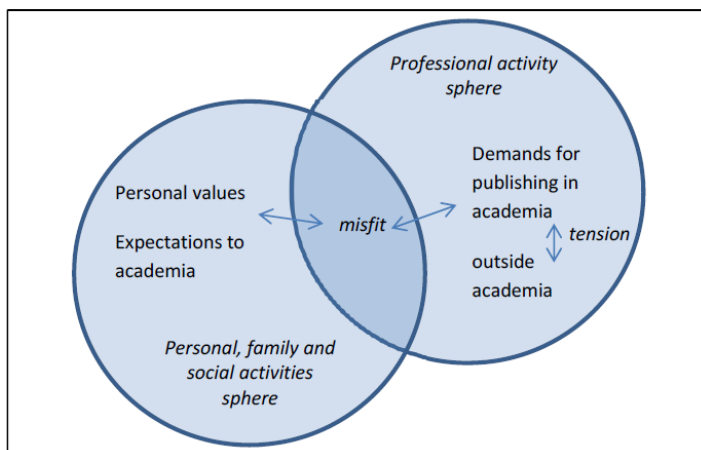 Professional activity
sphere
Demands for
publishing in
academia
tension
outside
academia
misfit
Personal values
Expectations to
academia
Personal, family and
social activities
sphere